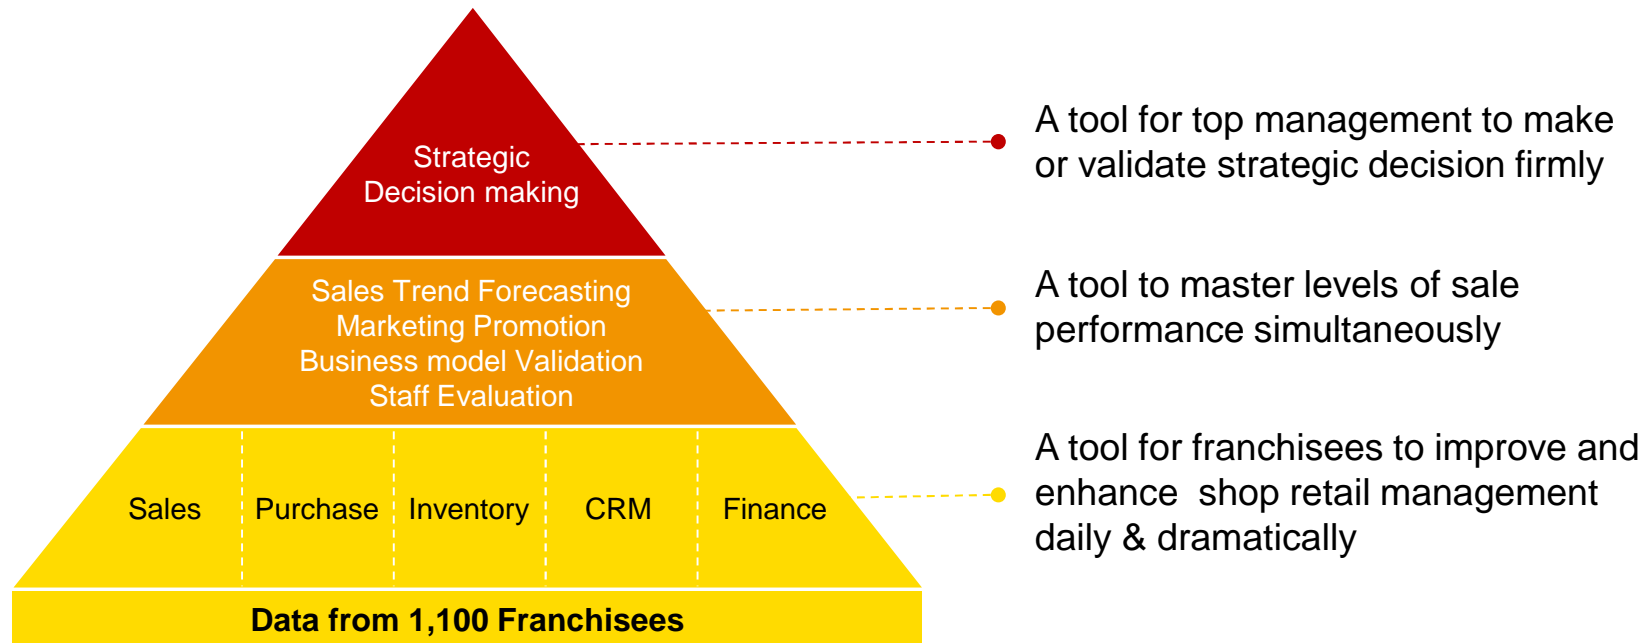 Strategic
Decision making
A tool for top management to make
or validate strategic decision firmly
Sales Trend Forecasting
Marketing Promotion
Business model Validation
Staff Evaluation
A tool to master levels of sale
performance simultaneously
Sales
Purchase
Inventory
CRM
Finance
A tool for franchisees to improve and
enhance  shop retail management
daily & dramatically
Data from 1,100 Franchisees